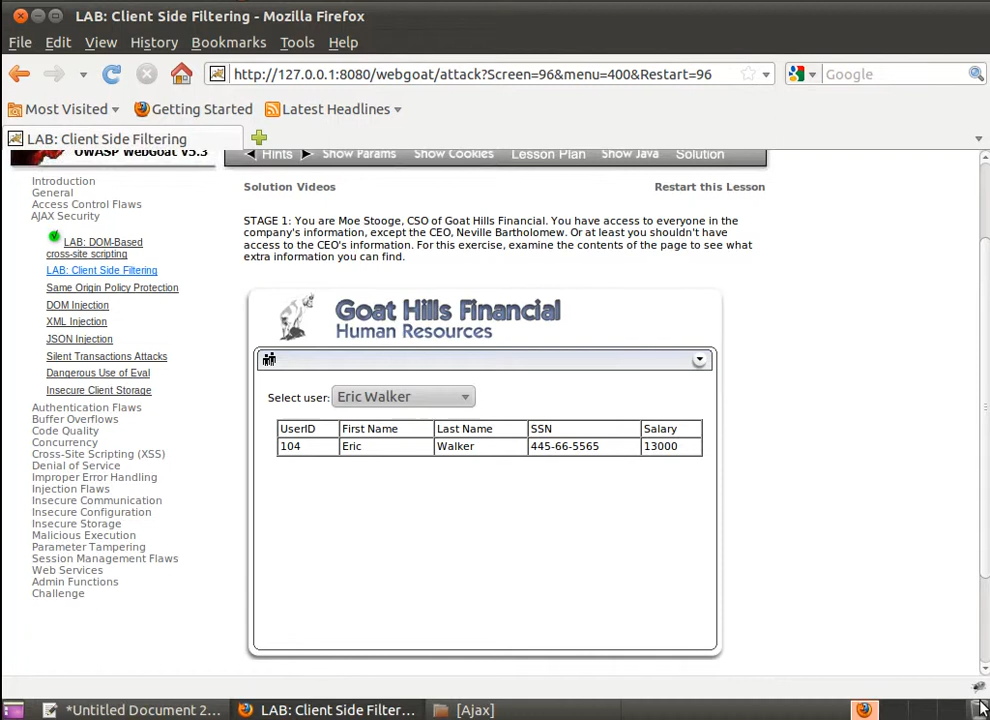 LAB: Client Side Filtering - Mozilla Firefox
File Edit View History Bookmarks Tools Help
http://127.0.0.1:8080/webgoat/attack?Screen=96&menu=400&Restart=96
Google
Most Visited Getting Started Latest Headlines
LAB: Client Side Filtering
OWASP WebGoat V5.3
Hints Show Params Show Cookies Lesson Plan Show Java Solution
Introduction
General
Access Control Flaws
AJAX Security
LAB: DOM-Based
cross-site scripting
LAB: Client Side Filtering
Same Origin Policy Protection
DOM Injection
XML Injection
JSON Injection
Silent Transactions Attacks
Dangerous Use of Eval
Insecure Client Storage
Authentication Flaws
Buffer Overflows
Code Quality
Concurrency
Cross-Site Scripting (XSS)
Denial of Service
Improper Error Handling
Injection Flaws
Insecure Communication
Insecure Configuration
Insecure Storage
Malicious Execution
Parameter Tampering
Session Management Flaws
Web Services
Admin Functions
Challenge
Solution Videos Restart this Lesson
STAGE 1: You are Moe Stooge, CSO of Goat Hills Financial. You have access to everyone in the
company's information, except the CEO, Neville Bartholomew. Or at least you shouldn't have
access to the CEO's information. For this exercise, examine the contents of the page to see what
extra information you can find.
Goat Hills Financial
Human Resources
Select user: Eric Walker
UserID First Name Last Name SSN Salary
104 Eric Walker 445-66-5565 13000
*Untitled Document 2... LAB: Client Side Filter... [Ajax]